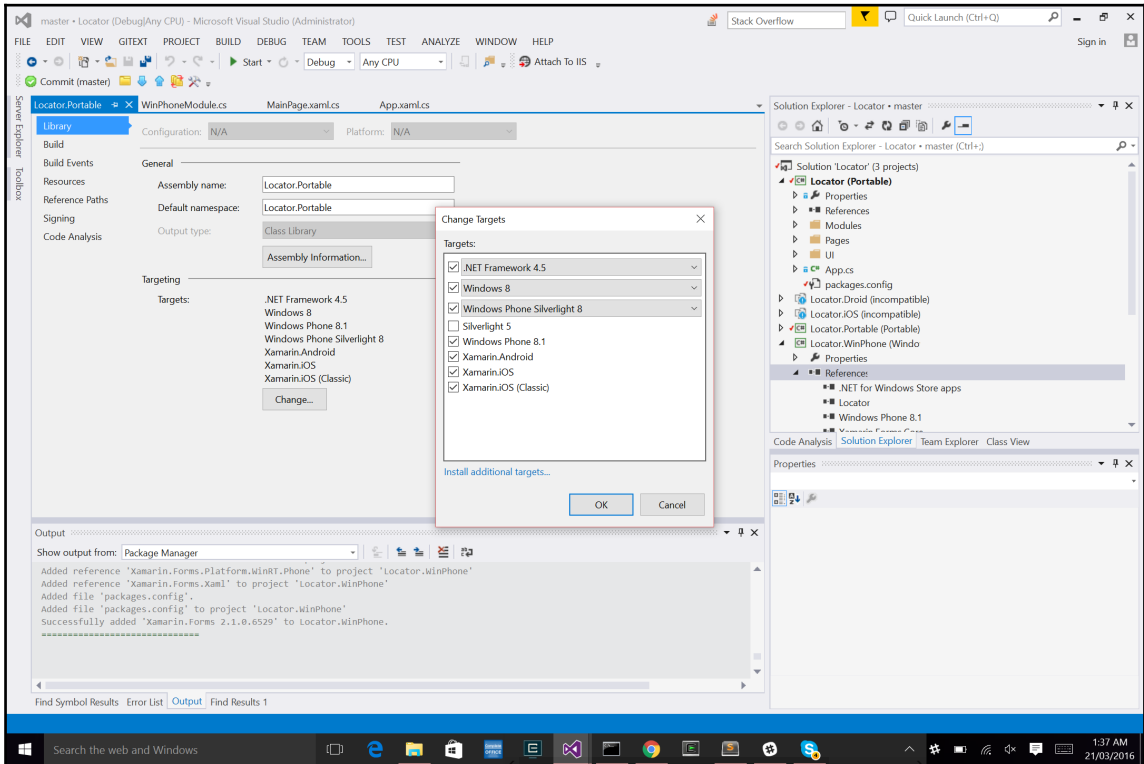 master • Locator (Debug|Any CPU) - Microsoft Visual Studio (Administrator)
Stack Overflow
Quick Launch (Ctrl+Q)
FILE EDIT VIEW GITEXT PROJECT BUILD DEBUG TEAM TOOLS TEST ANALYZE WINDOW HELP
Sign in
Start Debug Any CPU Attach To IIS
Commit (master)
Server Explorer
Toolbox
Locator.Portable WinPhoneModule.cs MainPage.xaml.cs App.xaml.cs
Library
Build
Build Events
Resources
Reference Paths
Signing
Code Analysis
Configuration: N/A Platform: N/A
General
Assembly name: Locator.Portable
Default namespace: Locator.Portable
Output type: Class Library
Assembly Information...
Targeting
Targets: .NET Framework 4.5
Windows 8
Windows Phone 8.1
Windows Phone Silverlight 8
Xamarin.Android
Xamarin.iOS
Xamarin.iOS (Classic)
Change...
Change Targets
Targets:
.NET Framework 4.5
Windows 8
Windows Phone Silverlight 8
Silverlight 5
Windows Phone 8.1
Xamarin.Android
Xamarin.iOS
Xamarin.iOS (Classic)
Install additional targets...
OK Cancel
Solution Explorer - Locator • master
Search Solution Explorer - Locator • master (Ctrl+;)
Solution 'Locator' (3 projects)
Locator (Portable)
Properties
References
Modules
Pages
UI
App.cs
packages.config
Locator.Droid (incompatible)
Locator.iOS (incompatible)
Locator.Portable (Portable)
Locator.WinPhone (Windo
Properties
References
.NET for Windows Store apps
Locator
Windows Phone 8.1
Xamarin.Forms.Core
Code Analysis Solution Explorer Team Explorer Class View
Properties
Output
Show output from: Package Manager
Added reference 'Xamarin.Forms.Platform.WinRT.Phone' to project 'Locator.WinPhone'
Added reference 'Xamarin.Forms.Xaml' to project 'Locator.WinPhone'
Added file 'packages.config'.
Added file 'packages.config' to project 'Locator.WinPhone'
Successfully added 'Xamarin.Forms 2.1.0.6529' to Locator.WinPhone.
==============================
Find Symbol Results Error List Output Find Results 1
Search the web and Windows
1:37 AM
21/03/2016